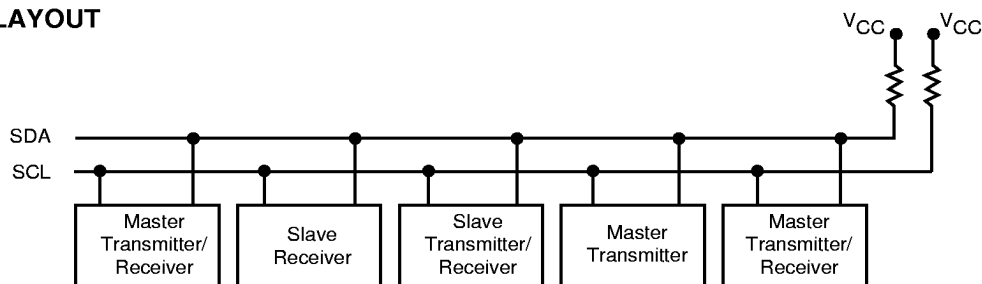 LAYOUT
VCC VCC
SDA
SCL
Master
Transmitter/
Receiver
Slave
Receiver
Slave
Transmitter/
Receiver
Master
Transmitter
Master
Transmitter/
Receiver